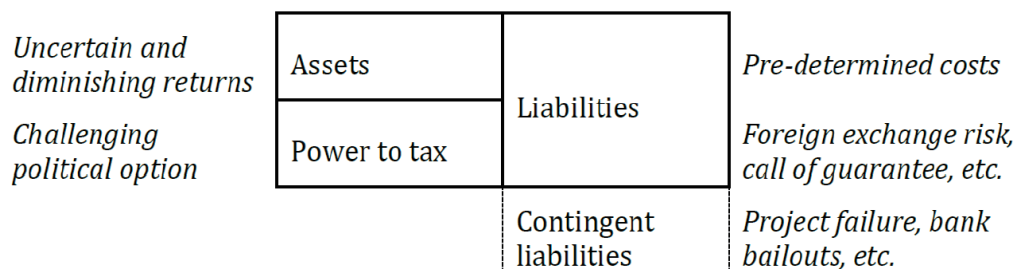 Uncertain and
diminishing returns
Assets
Liabilities
Pre-determined costs
Challenging
political option
Power to tax
Foreign exchange risk,
call of guarantee, etc.
Contingent
liabilities
Project failure, bank
bailouts, etc.